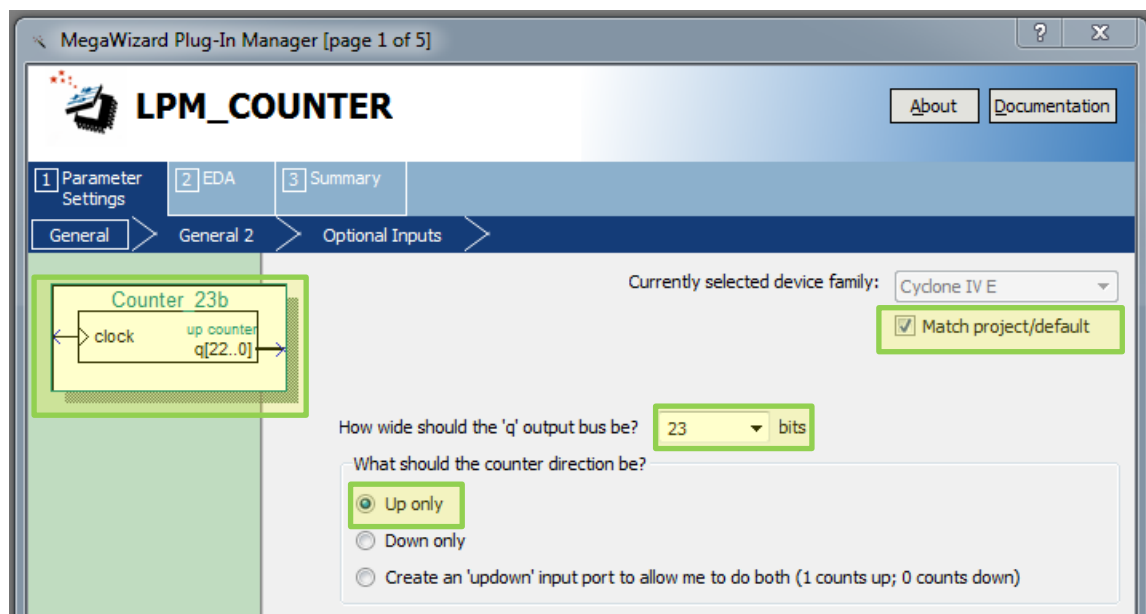 MegaWizard Plug-In Manager [page 1 of 5]
?
LPM_COUNTER
About
Documentation
1 Parameter Settings
2 EDA
3 Summary
General
General 2
Optional Inputs
Counter_23b
clock
up counter
q[22..0]
Currently selected device family:
Cyclone IV E
Match project/default
How wide should the 'q' output bus be?
23
bits
What should the counter direction be?
Up only
Down only
Create an 'updown' input port to allow me to do both (1 counts up; 0 counts down)